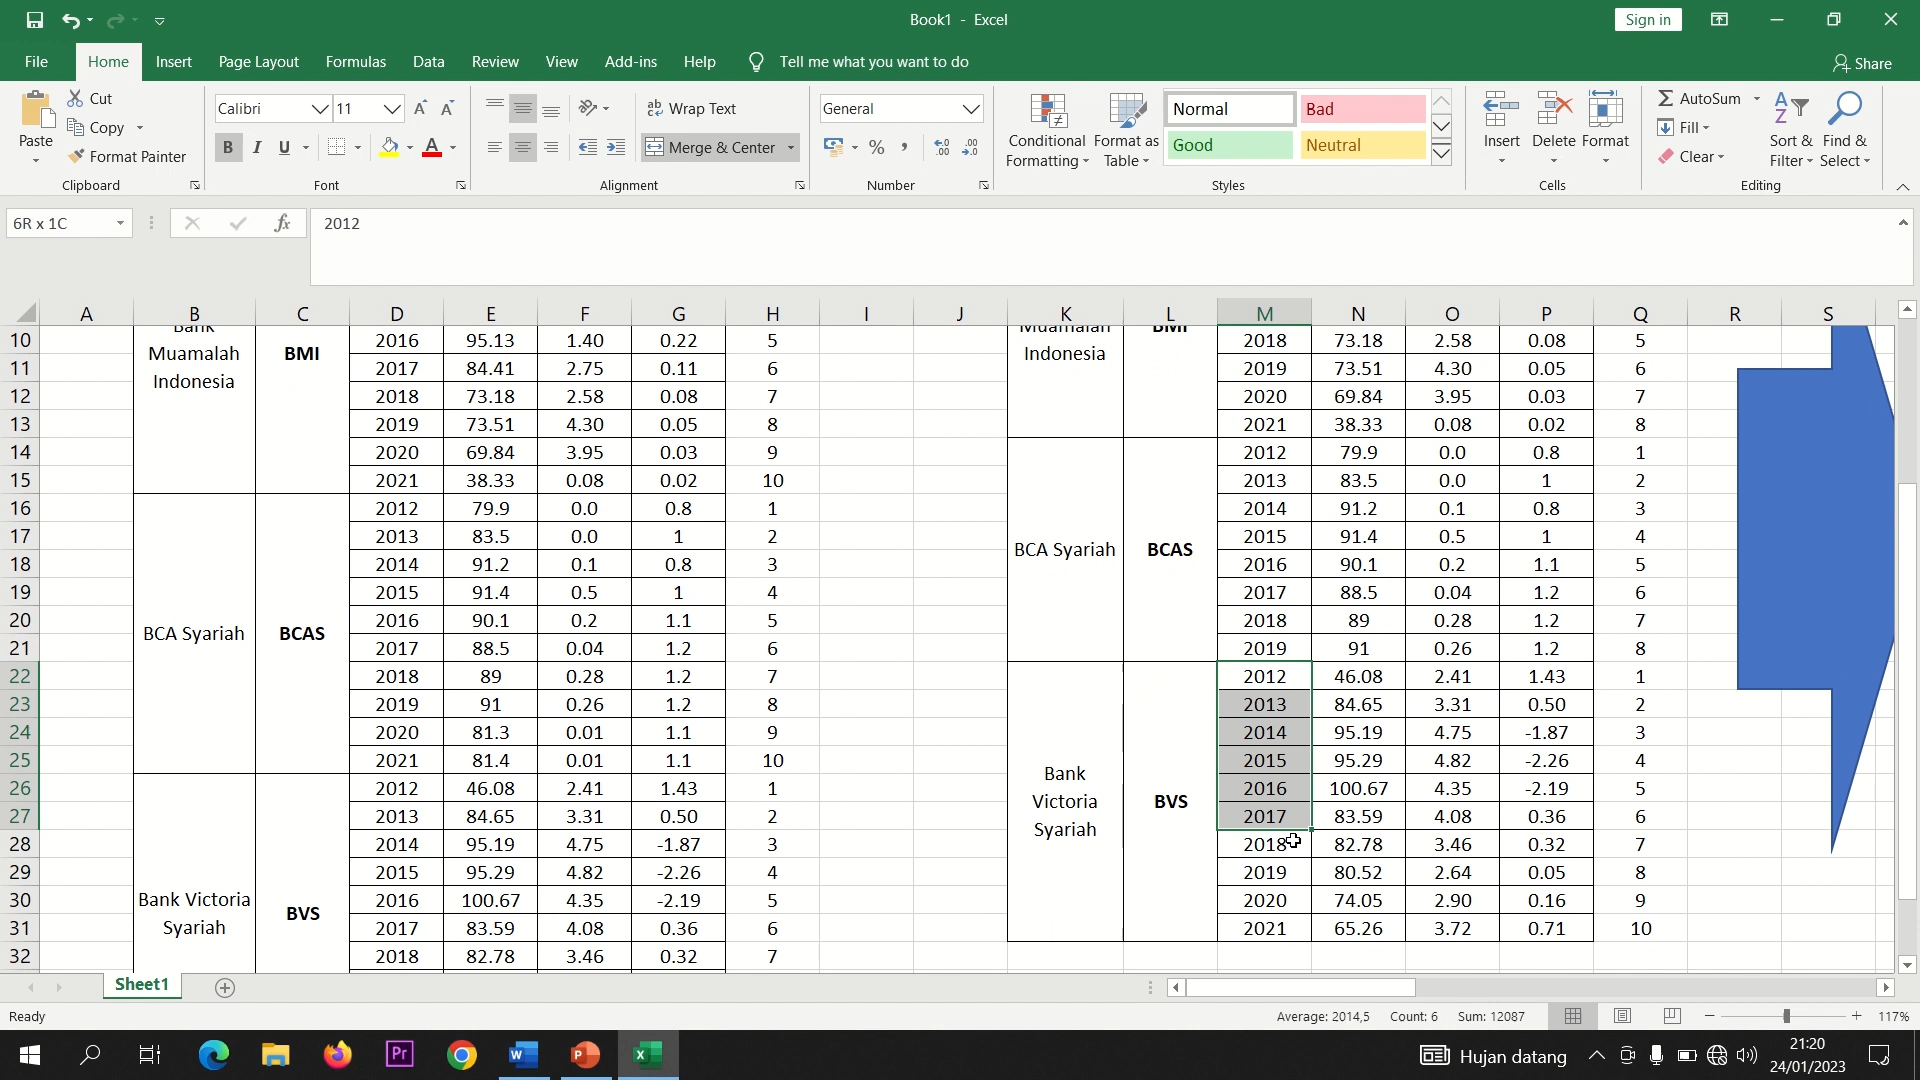 Book1 - Excel
Sign in
File Home Insert Page Layout Formulas Data Review View Add-ins Help Tell me what you want to do
Share
Paste
Cut
Copy
Format Painter
Clipboard
Calibri 11
B I U
Font
Wrap Text
Merge & Center
Alignment
General
Number
Conditional Formatting
Format as Table
Normal Bad
Good Neutral
Styles
Insert Delete Format
Cells
AutoSum
Fill
Clear
Sort & Filter
Find & Select
Editing
6R x 1C
fx
2012
A B C D E F G H I J K L M N O P Q R S
10 Bank Muamalah Indonesia BMI 2016 95.13 1.40 0.22 5 Muamalah Indonesia BMI 2018 73.18 2.58 0.08 5
11 2017 84.41 2.75 0.11 6 2019 73.51 4.30 0.05 6
12 2018 73.18 2.58 0.08 7 2020 69.84 3.95 0.03 7
13 2019 73.51 4.30 0.05 8 2021 38.33 0.08 0.02 8
14 2020 69.84 3.95 0.03 9 2012 79.9 0.0 0.8 1
15 2021 38.33 0.08 0.02 10 2013 83.5 0.0 1 2
16 2012 79.9 0.0 0.8 1 2014 91.2 0.1 0.8 3
17 2013 83.5 0.0 1 2 BCA Syariah BCAS 2015 91.4 0.5 1 4
18 2014 91.2 0.1 0.8 3 2016 90.1 0.2 1.1 5
19 2015 91.4 0.5 1 4 2017 88.5 0.04 1.2 6
20 BCA Syariah BCAS 2016 90.1 0.2 1.1 5 2018 89 0.28 1.2 7
21 2017 88.5 0.04 1.2 6 2019 91 0.26 1.2 8
22 2018 89 0.28 1.2 7 2012 46.08 2.41 1.43 1
23 2019 91 0.26 1.2 8 2013 84.65 3.31 0.50 2
24 2020 81.3 0.01 1.1 9 2014 95.19 4.75 -1.87 3
25 2021 81.4 0.01 1.1 10 2015 95.29 4.82 -2.26 4
26 2012 46.08 2.41 1.43 1 Bank Victoria Syariah BVS 2016 100.67 4.35 -2.19 5
27 2013 84.65 3.31 0.50 2 2017 83.59 4.08 0.36 6
28 2014 95.19 4.75 -1.87 3 2018 82.78 3.46 0.32 7
29 2015 95.29 4.82 -2.26 4 2019 80.52 2.64 0.05 8
30 Bank Victoria Syariah BVS 2016 100.67 4.35 -2.19 5 2020 74.05 2.90 0.16 9
31 2017 83.59 4.08 0.36 6 2021 65.26 3.72 0.71 10
32 2018 82.78 3.46 0.32 7
Sheet1
Ready
Average: 2014,5 Count: 6 Sum: 12087
117%
Pr
Hujan datang
21:20
24/01/2023